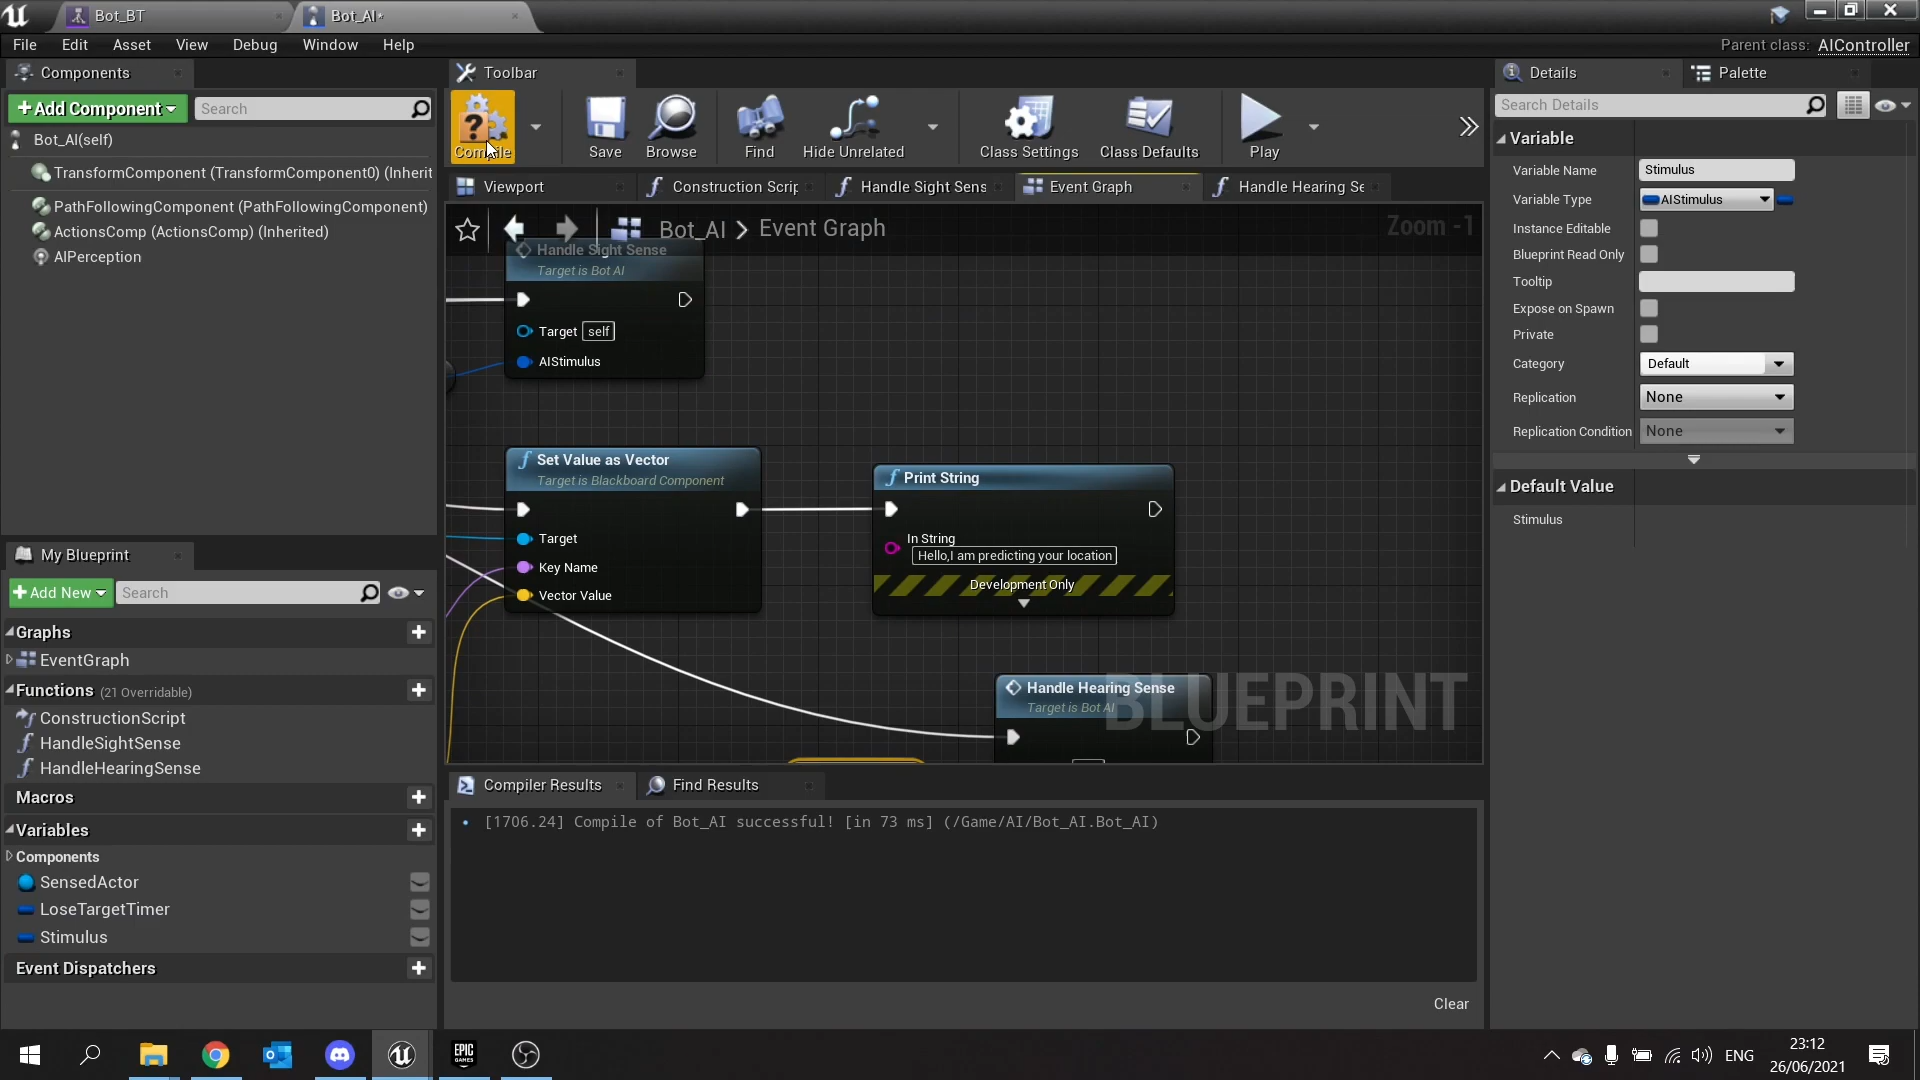 Bot_BT
Bot_AI*
File Edit Asset View Debug Window Help
Parent class: AIController
Components
Toolbar
Details
Palette
+Add Component
Search
Search Details
Compile
Save
Browse
Find
Hide Unrelated
Class Settings
Class Defaults
Play
Bot_AI(self)
TransformComponent (TransformComponent0) (Inherit
PathFollowingComponent (PathFollowingComponent)
ActionsComp (ActionsComp) (Inherited)
AIPerception
Viewport
Construction Scrip
Handle Sight Sens
Event Graph
Handle Hearing Se
Bot_AI > Event Graph
Zoom -1
Handle Sight Sense
Target is Bot AI
Target self
AIStimulus
Set Value as Vector
Target is Blackboard Component
Target
Key Name
Vector Value
Print String
In String
Hello,I am predicting your location
Development Only
Handle Hearing Sense
Target is Bot AI
BLUEPRINT
Variable
Variable Name Stimulus
Variable Type AIStimulus
Instance Editable
Blueprint Read Only
Tooltip
Expose on Spawn
Private
Category Default
Replication None
Replication Condition None
Default Value
Stimulus
My Blueprint
+Add New
Search
Graphs
EventGraph
Functions (21 Overridable)
ConstructionScript
HandleSightSense
HandleHearingSense
Macros
Variables
Components
SensedActor
LoseTargetTimer
Stimulus
Event Dispatchers
Compiler Results
Find Results
[1706.24] Compile of Bot_AI successful! [in 73 ms] (/Game/AI/Bot_AI.Bot_AI)
Clear
EPIC
GAMES
ENG
23:12
26/06/2021